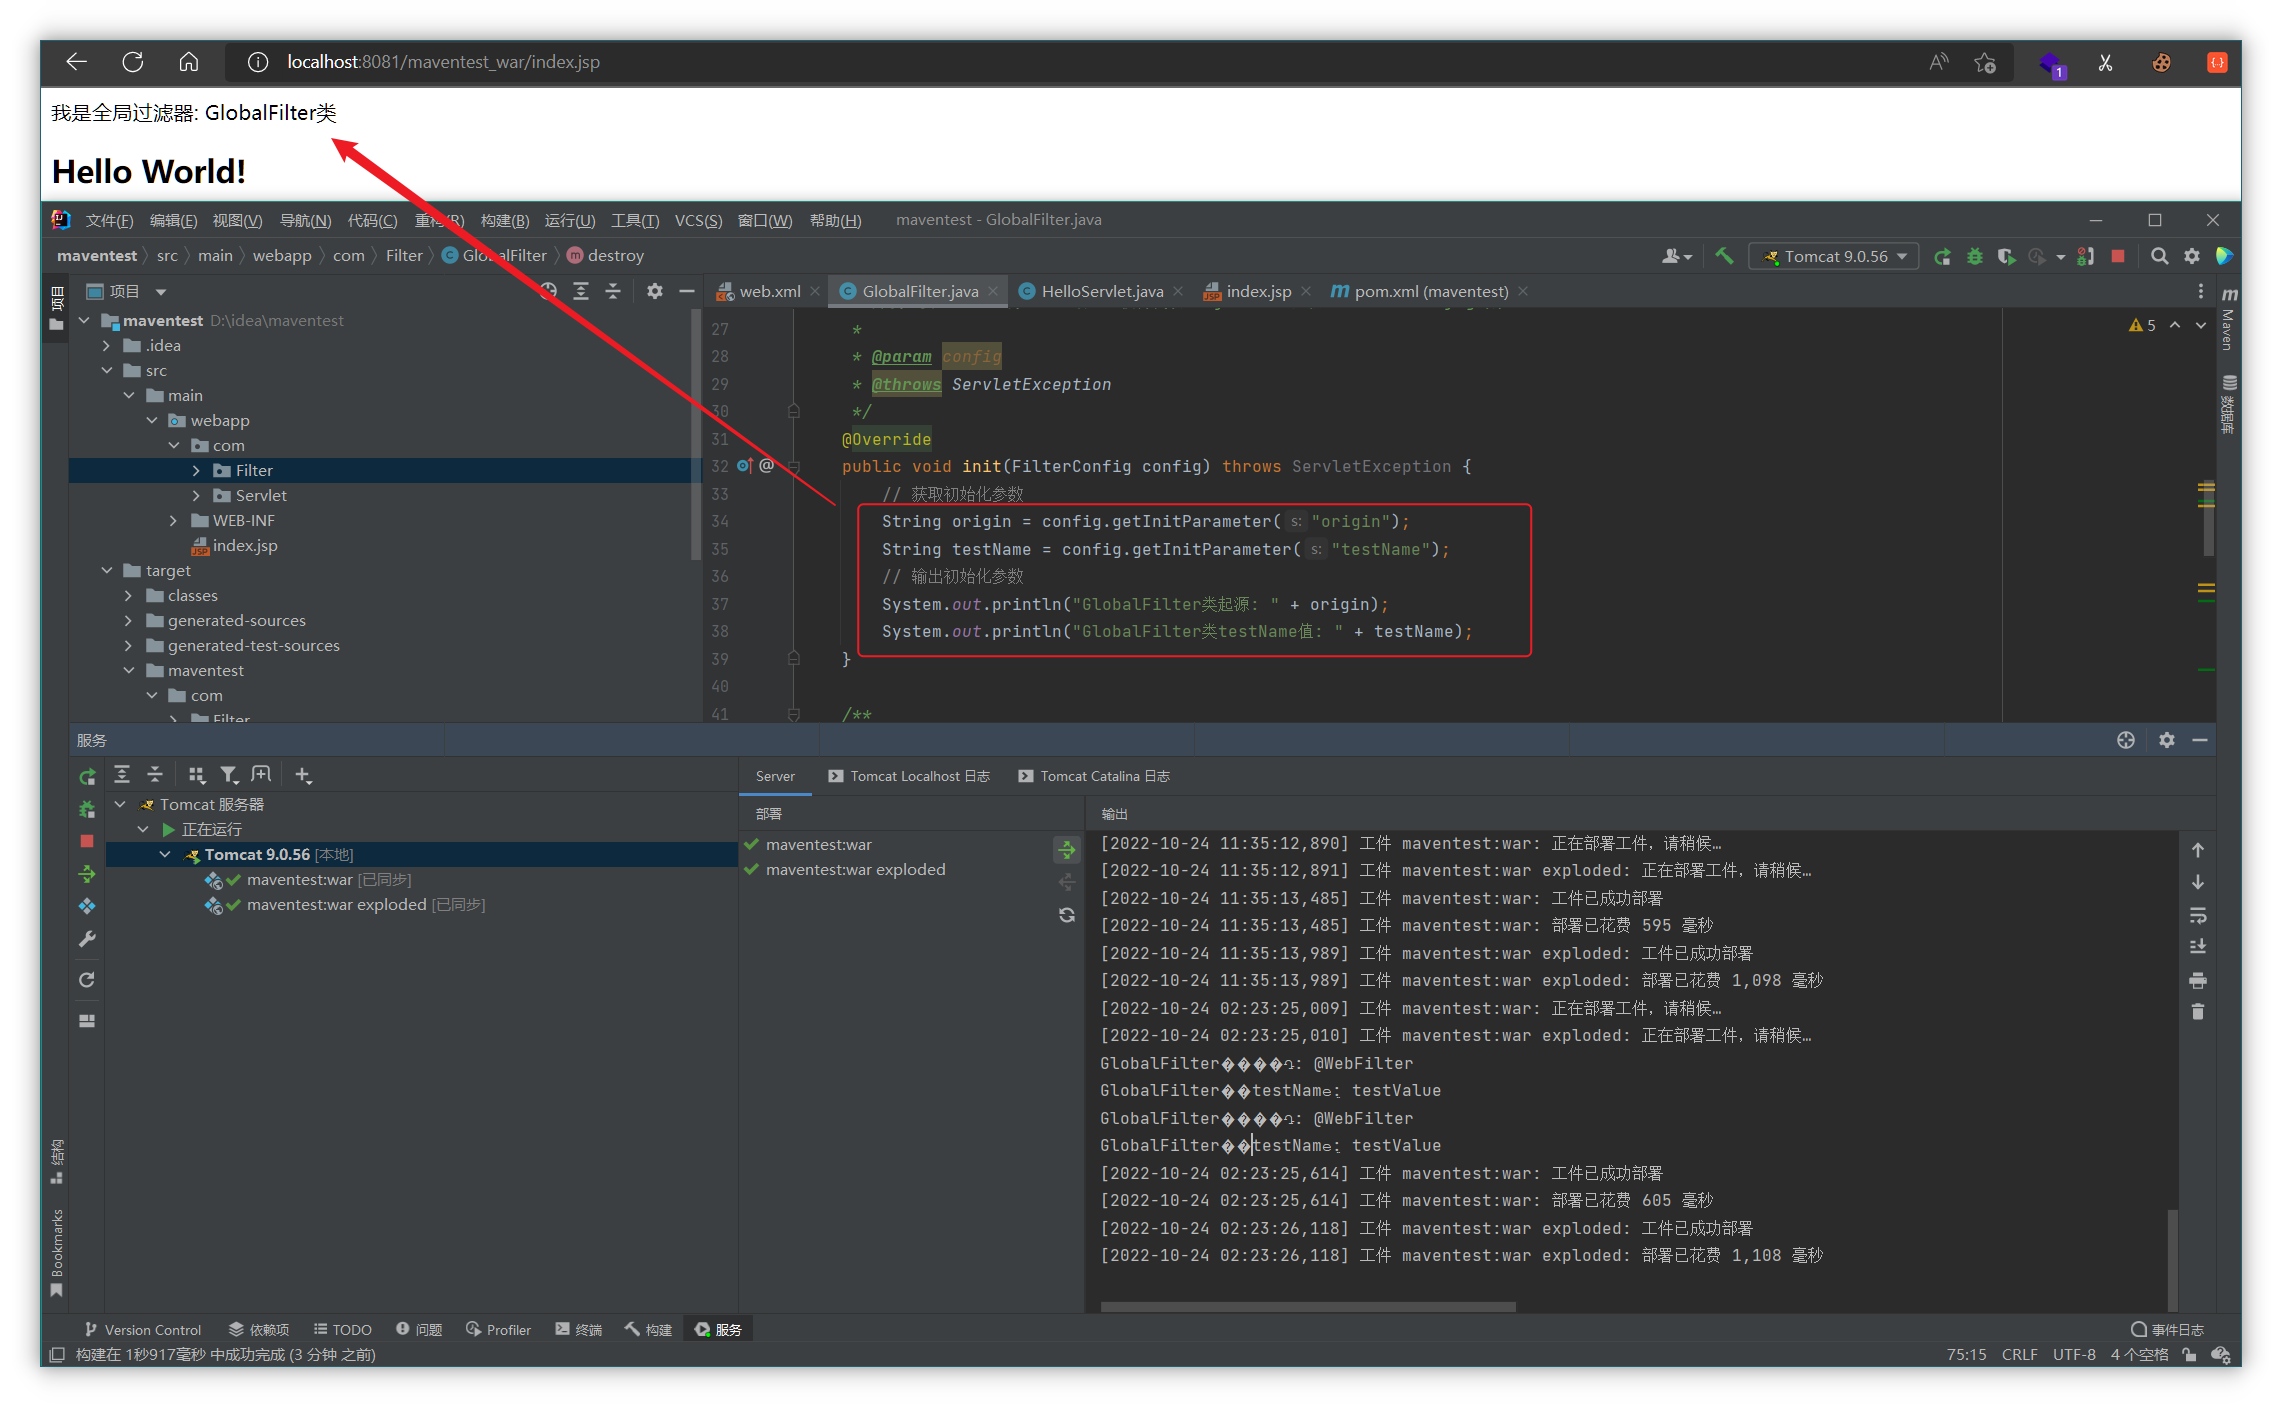 localhost:8081/maventest_war/index.jsp
1
我是全局过滤器: GlobalFilter类
Hello World!
文件(F) 编辑(E) 视图(V) 导航(N) 代码(C) 重构(R) 构建(B) 运行(U) 工具(T) VCS(S) 窗口(W) 帮助(H) maventest - GlobalFilter.java
maventest src main webapp com Filter GlobalFilter destroy
Tomcat 9.0.56
项目
项目
web.xml GlobalFilter.java HelloServlet.java index.jsp pom.xml (maventest)
Maven
数据库
maventest D:\idea\maventest
.idea
src
main
webapp
com
Filter
Servlet
WEB-INF
index.jsp
target
classes
generated-sources
generated-test-sources
maventest
com
Filter
5
27 *
28 * @param config
29 * @throws ServletException
30 */
31 @Override
32 public void init(FilterConfig config) throws ServletException {
33 // 获取初始化参数
34 String origin = config.getInitParameter( s: "origin");
35 String testName = config.getInitParameter( s: "testName");
36 // 输出初始化参数
37 System.out.println("GlobalFilter类起源: " + origin);
38 System.out.println("GlobalFilter类testName值: " + testName);
39 }
40
41 /**
服务
Tomcat 服务器
正在运行
Tomcat 9.0.56 [本地]
maventest:war [已同步]
maventest:war exploded [已同步]
Server Tomcat Localhost 日志 Tomcat Catalina 日志
部署
maventest:war
maventest:war exploded
输出
[2022-10-24 11:35:12,890] 工件 maventest:war: 正在部署工件，请稍候…
[2022-10-24 11:35:12,891] 工件 maventest:war exploded: 正在部署工件，请稍候…
[2022-10-24 11:35:13,485] 工件 maventest:war: 工件已成功部署
[2022-10-24 11:35:13,485] 工件 maventest:war: 部署已花费 595 毫秒
[2022-10-24 11:35:13,989] 工件 maventest:war exploded: 工件已成功部署
[2022-10-24 11:35:13,989] 工件 maventest:war exploded: 部署已花费 1,098 毫秒
[2022-10-24 02:23:25,009] 工件 maventest:war: 正在部署工件，请稍候…
[2022-10-24 02:23:25,010] 工件 maventest:war exploded: 正在部署工件，请稍候…
GlobalFilter����: @WebFilter
GlobalFilter��testName: testValue
GlobalFilter����: @WebFilter
GlobalFilter��testName: testValue
[2022-10-24 02:23:25,614] 工件 maventest:war: 工件已成功部署
[2022-10-24 02:23:25,614] 工件 maventest:war: 部署已花费 605 毫秒
[2022-10-24 02:23:26,118] 工件 maventest:war exploded: 工件已成功部署
[2022-10-24 02:23:26,118] 工件 maventest:war exploded: 部署已花费 1,108 毫秒
结构
Bookmarks
Version Control 依赖项 TODO 问题 Profiler 终端 构建 服务 事件日志
构建在 1秒917毫秒 中成功完成 (3 分钟 之前) 75:15 CRLF UTF-8 4 个空格